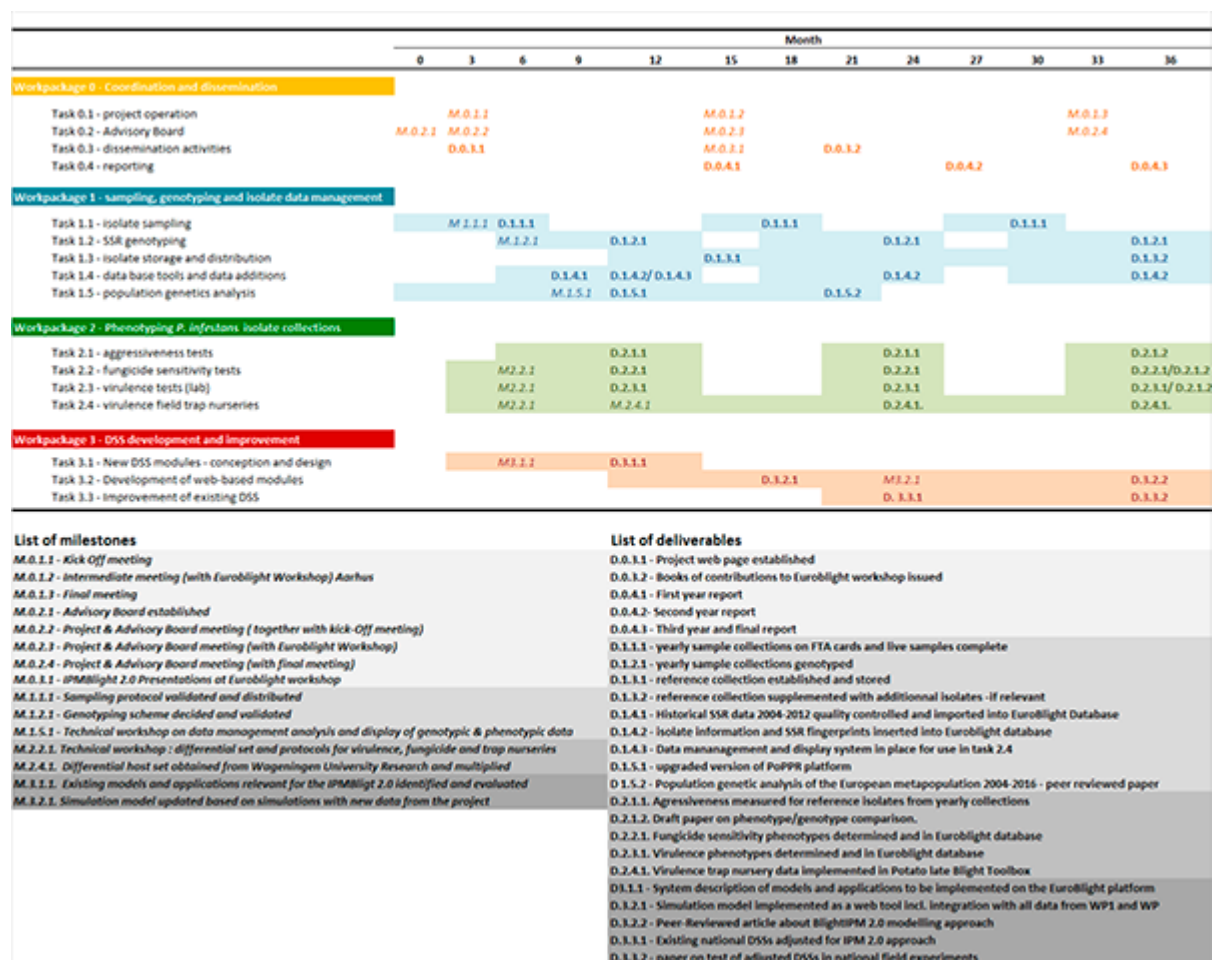 Month
0 3 6 9 12 15 18 21 24 27 30 33 36
Workpackage 0 - Coordination and dissemination
Task 0.1 - project operation M.0.1.1 M.0.1.2 M.0.1.3
Task 0.2 - Advisory Board M.0.2.1 M.0.2.2 M.0.2.3 M.0.2.4
Task 0.3 - dissemination activities D.0.3.1 M.0.3.1 D.0.3.2
Task 0.4 - reporting D.0.4.1 D.0.4.2 D.0.4.3
Workpackage 1 - sampling, genotyping and isolate data management
Task 1.1 - isolate sampling M 1.1.1 D.1.1.1 D.1.1.1 D.1.1.1
Task 1.2 - SSR genotyping M.1.2.1 D.1.2.1 D.1.2.1 D.1.2.1
Task 1.3 - isolate storage and distribution D.1.3.1 D.1.3.2
Task 1.4 - data base tools and data additions D.1.4.1 D.1.4.2/ D.1.4.3 D.1.4.2 D.1.4.2
Task 1.5 - population genetics analysis M.1.5.1 D.1.5.1 D.1.5.2
Workpackage 2 - Phenotyping P. infestans isolate collections
Task 2.1 - aggressiveness tests D.2.1.1 D.2.1.1 D.2.1.2
Task 2.2 - fungicide sensitivity tests M2.2.1 D.2.2.1 D.2.2.1 D.2.2.1/D.2.1.2
Task 2.3 - virulence tests (lab) M2.2.1 D.2.3.1 D.2.3.1 D.2.3.1/ D.2.1.2
Task 2.4 - virulence field trap nurseries M2.2.1 M.2.4.1 D.2.4.1. D.2.4.1.
Workpackage 3 - DSS development and improvement
Task 3.1 - New DSS modules - conception and design M3.1.1 D.3.1.1
Task 3.2 - Development of web-based modules D.3.2.1 M3.2.1 D.3.2.2
Task 3.3 - Improvement of existing DSS D. 3.3.1 D.3.3.2
List of milestones
M.0.1.1 - Kick Off meeting
M.0.1.2 - Intermediate meeting (with Euroblight Workshop) Aarhus
M.0.1.3 - Final meeting
M.0.2.1 - Advisory Board established
M.0.2.2 - Project & Advisory Board meeting ( together with kick-Off meeting)
M.0.2.3 - Project & Advisory Board meeting (with Euroblight Workshop)
M.0.2.4 - Project & Advisory Board meeting (with final meeting)
M.0.3.1 - IPMBlight 2.0 Presentations at Euroblight workshop
M.1.1.1 - Sampling protocol validated and distributed
M.1.2.1 - Genotyping scheme decided and validated
M.1.5.1 - Technical workshop on data management analysis and display of genotypic & phenotypic data
M.2.2.1. Technical workshop : differential set and protocols for virulence, fungicide and trap nurseries
M.2.4.1. Differential host set obtained from Wageningen University Research and multiplied
M.3.1.1. Existing models and applications relevant for the IPMBligt 2.0 identified and evaluated
M.3.2.1. Simulation model updated based on simulations with new data from the project
List of deliverables
D.0.3.1 - Project web page established
D.0.3.2 - Books of contributions to Euroblight workshop issued
D.0.4.1 - First year report
D.0.4.2- Second year report
D.0.4.3 - Third year and final report
D.1.1.1 - yearly sample collections on FTA cards and live samples complete
D.1.2.1 - yearly sample collections genotyped
D.1.3.1 - reference collection established and stored
D.1.3.2 - reference collection supplemented with additionnal isolates -if relevant
D.1.4.1 - Historical SSR data 2004-2012 quality controlled and imported into EuroBlight Database
D.1.4.2 - isolate information and SSR fingerprints inserted into Euroblight database
D.1.4.3 - Data mananagement and display system in place for use in task 2.4
D.1.5.1 - upgraded version of PoPPR platform
D 1.5.2 - Population genetic analysis of the European metapopulation 2004-2016 - peer reviewed paper
D.2.1.1. Agressiveness measured for reference isolates from yearly collections
D.2.1.2. Draft paper on phenotype/genotype comparison.
D.2.2.1. Fungicide sensitivity phenotypes determined and in Euroblight database
D.2.3.1. Virulence phenotypes determined and in Euroblight database
D.2.4.1. Virulence trap nursery data implemented in Potato late Blight Toolbox
D3.1.1 - System description of models and applications to be implemented on the EuroBlight platform
D.3.2.1 - Simulation model implemented as a web tool incl. integration with all data from WP1 and WP
D.3.2.2 - Peer-Reviewed article about BlightIPM 2.0 modelling approach
D.3.3.1 - Existing national DSSs adjusted for IPM 2.0 approach
D.3.3.2 - paper on test of adjusted DSSs in national field experiments